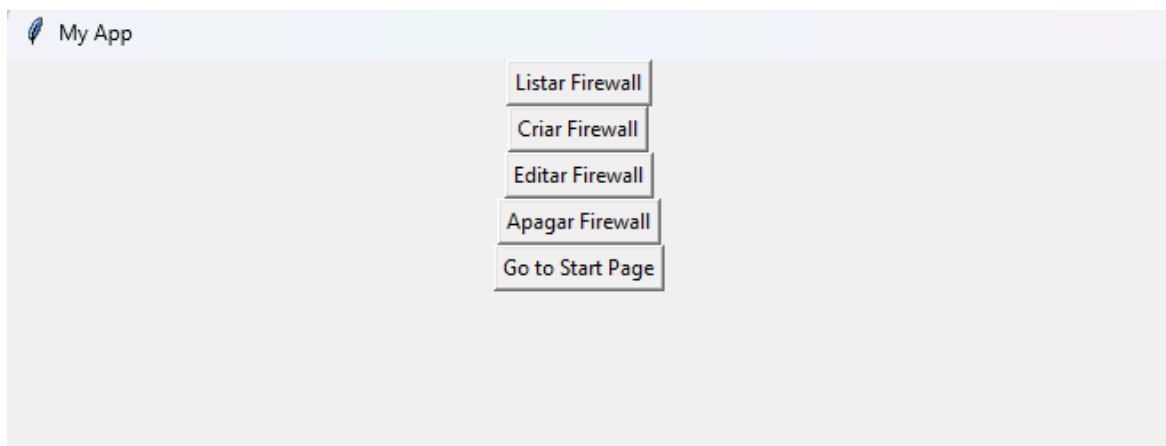 My App
Listar Firewall
Criar Firewall
Editar Firewall
Apagar Firewall
Go to Start Page